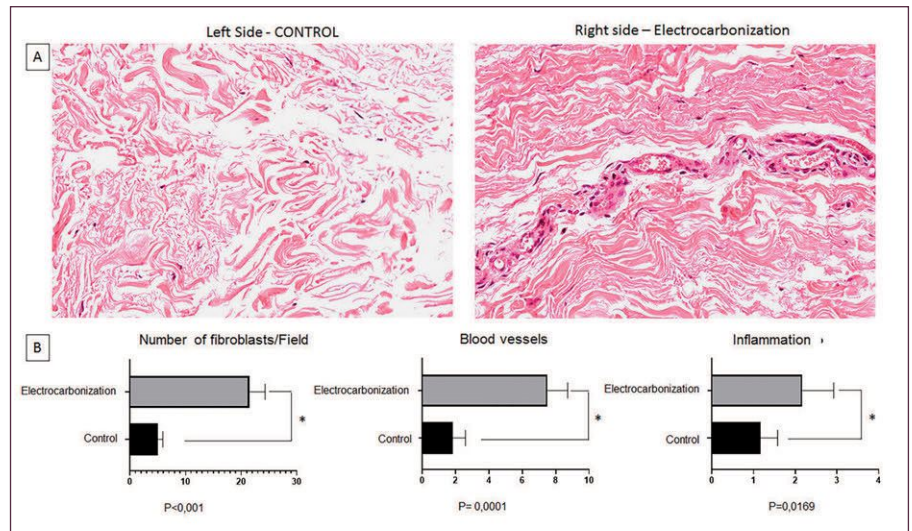 Left Side - CONTROL
Right side – Electrocarbonization
A
B
Number of fibroblasts/Field
Electrocarbonization
Control
*
0 10 20 30
P<0,001
Blood vessels
Electrocarbonization
Control
*
0 2 4 6 8 10
P= 0,0001
Inflammation
Electrocarbonization
Control
*
0 1 2 3 4
P=0,0169